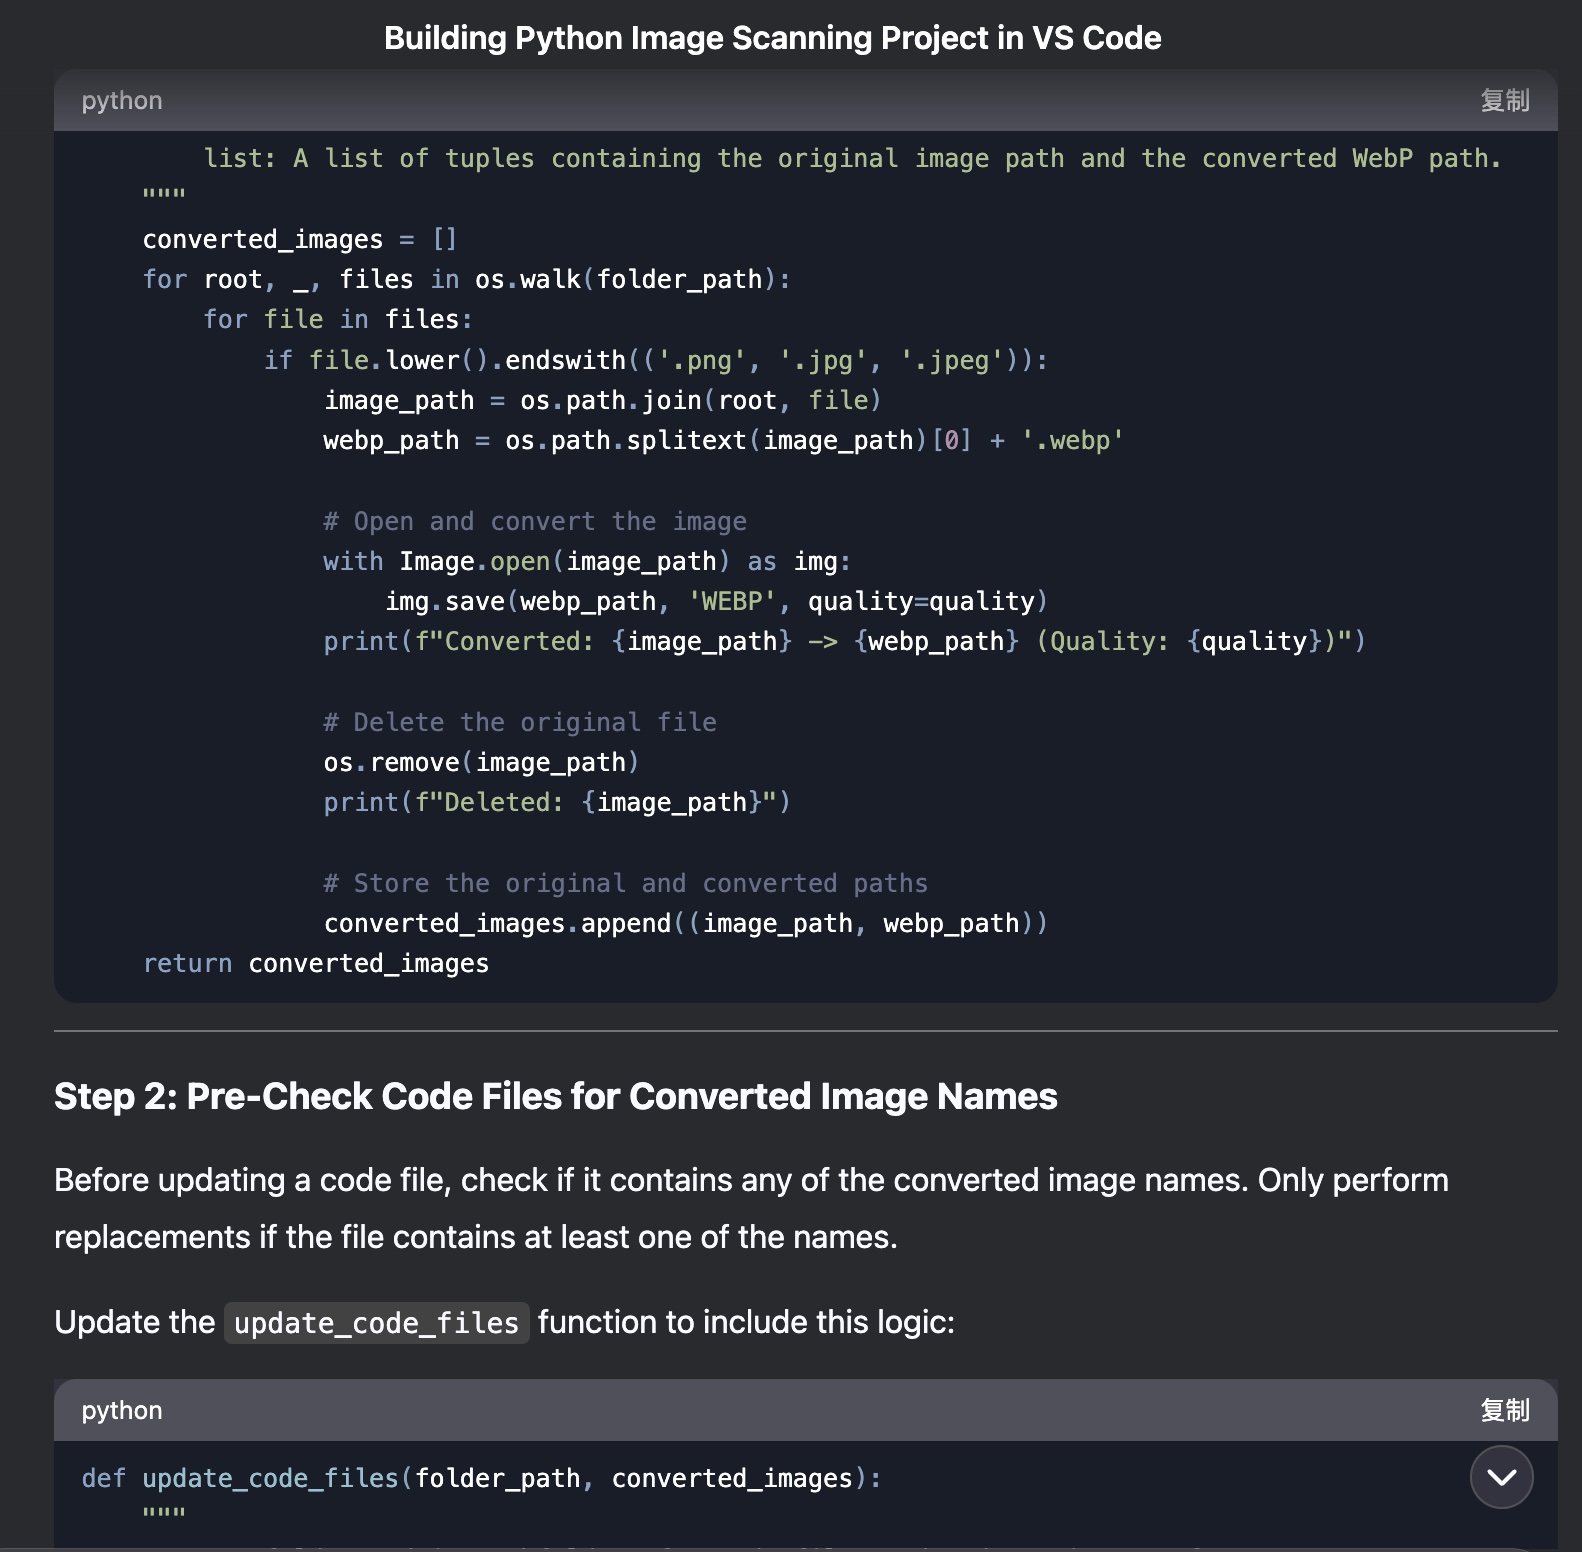 Building Python Image Scanning Project in VS Code
python
复制
        list: A list of tuples containing the original image path and the converted WebP path.
    """
    converted_images = []
    for root, _, files in os.walk(folder_path):
        for file in files:
            if file.lower().endswith(('.png', '.jpg', '.jpeg')):
                image_path = os.path.join(root, file)
                webp_path = os.path.splitext(image_path)[0] + '.webp'

                # Open and convert the image
                with Image.open(image_path) as img:
                    img.save(webp_path, 'WEBP', quality=quality)
                print(f"Converted: {image_path} -> {webp_path} (Quality: {quality})")

                # Delete the original file
                os.remove(image_path)
                print(f"Deleted: {image_path}")

                # Store the original and converted paths
                converted_images.append((image_path, webp_path))
    return converted_images
Step 2: Pre-Check Code Files for Converted Image Names
Before updating a code file, check if it contains any of the converted image names. Only perform
replacements if the file contains at least one of the names.
Update the update_code_files function to include this logic:
python
复制
def update_code_files(folder_path, converted_images):
    """